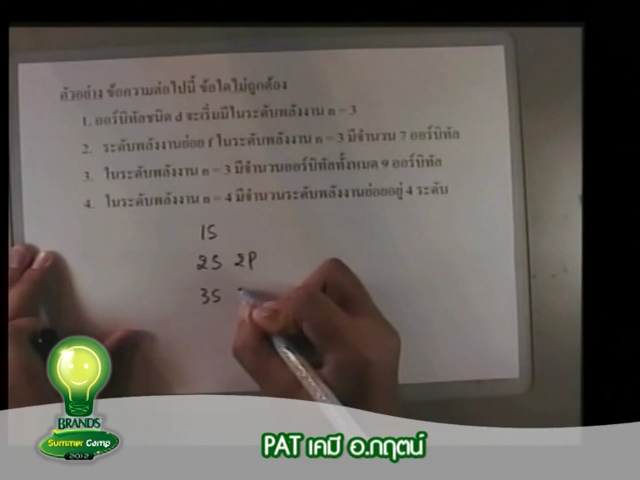 ตัวอย่าง ข้อความต่อไปนี้ ข้อใดไม่ถูกต้อง
1. ออร์บิทัลชนิด d จะเริ่มมีในระดับพลังงาน n = 3
2. ระดับพลังงานย่อย f ในระดับพลังงาน n = 3 มีจำนวน 7 ออร์บิทัล
3. ในระดับพลังงาน n = 3 มีจำนวนออร์บิทัลทั้งหมด 9 ออร์บิทัล
4. ในระดับพลังงาน n = 4 มีจำนวนระดับพลังงานย่อยอยู่ 4 ระดับ
1S
2S 2P
3S
BRANDS
Summer Camp
2012
PAT เคมี อ.กฤตน์